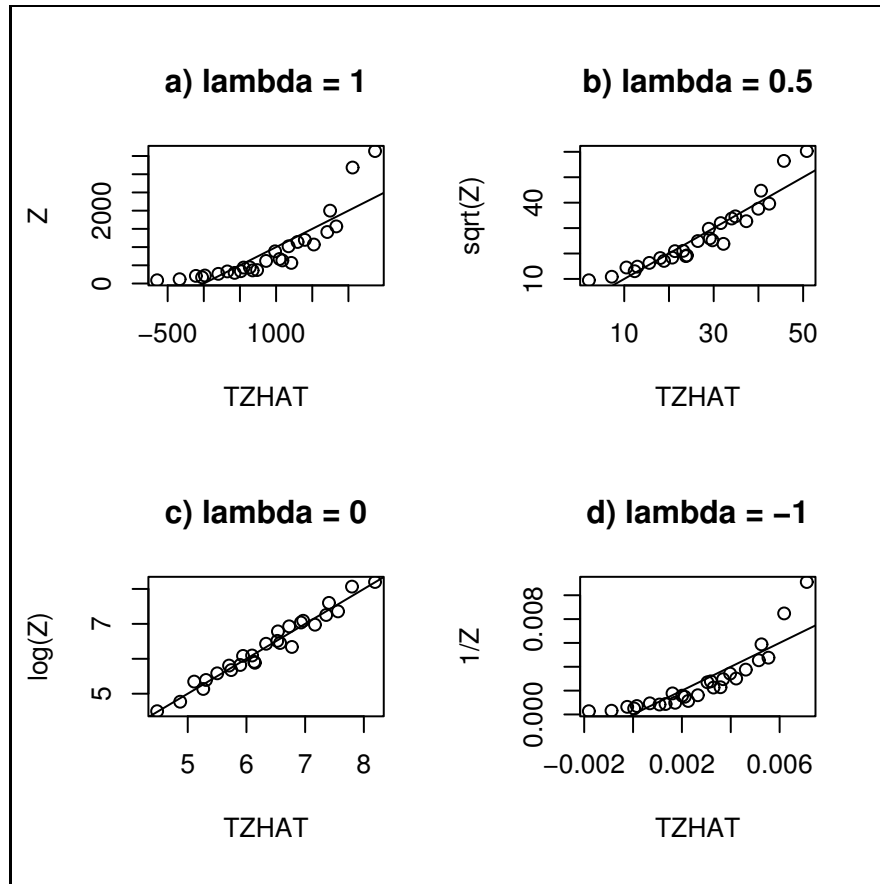 a) lambda = 1
Z
0
2000
−500
1000
TZHAT
b) lambda = 0.5
sqrt(Z)
10
40
10
30
50
TZHAT
c) lambda = 0
log(Z)
5
7
5
6
7
8
TZHAT
d) lambda = −1
1/Z
0.000
0.008
−0.002
0.002
0.006
TZHAT